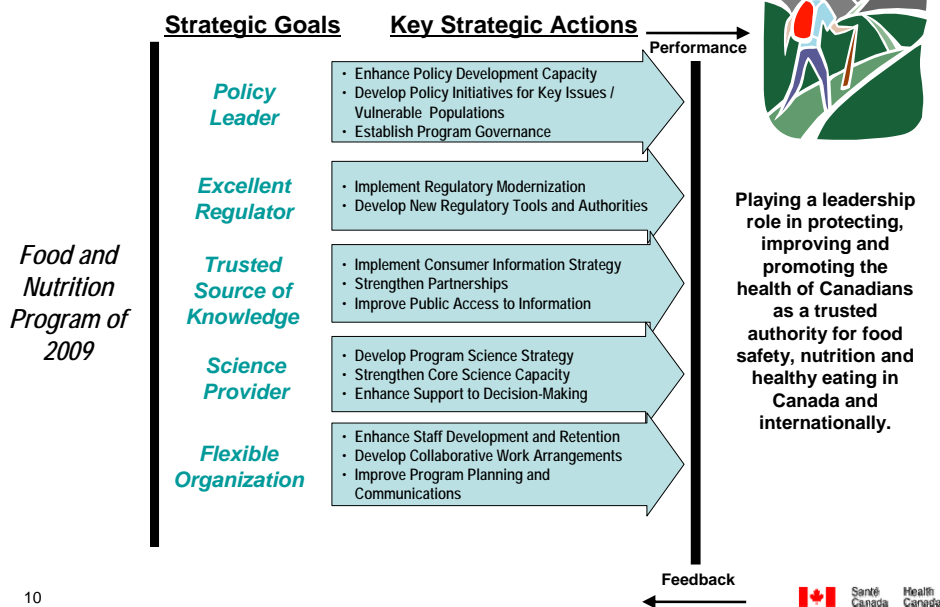 Strategic Goals
Key Strategic Actions
Performance
Policy
Leader
· Enhance Policy Development Capacity
· Develop Policy Initiatives for Key Issues /
Vulnerable Populations
· Establish Program Governance
Excellent
Regulator
· Implement Regulatory Modernization
· Develop New Regulatory Tools and Authorities
Food and
Nutrition
Program of
2009
Trusted
Source of
Knowledge
· Implement Consumer Information Strategy
· Strengthen Partnerships
· Improve Public Access to Information
Science
Provider
· Develop Program Science Strategy
· Strengthen Core Science Capacity
· Enhance Support to Decision-Making
Flexible
Organization
· Enhance Staff Development and Retention
· Develop Collaborative Work Arrangements
· Improve Program Planning and
Communications
Playing a leadership
role in protecting,
improving and
promoting the
health of Canadians
as a trusted
authority for food
safety, nutrition and
healthy eating in
Canada and
internationally.
Feedback
10
Santé Health
Canada Canada